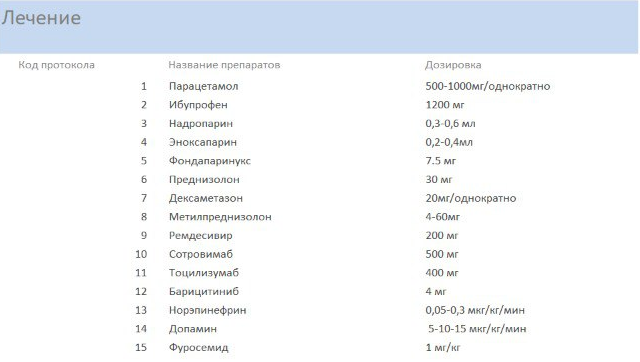 Лечение
Код протокола Название препаратов Дозировка
1 Парацетамол 500-1000мг/однократно
2 Ибупрофен 1200 мг
3 Надропарин 0,3-0,6 мл
4 Эноксапарин 0,2-0,4мл
5 Фондапаринукс 7.5 мг
6 Преднизолон 30 мг
7 Дексаметазон 20мг/однократно
8 Метилпреднизолон 4-60мг
9 Ремдесивир 200 мг
10 Сотровимаб 500 мг
11 Тоцилизумаб 400 мг
12 Барицитиниб 4 мг
13 Норэпинефрин 0,05-0,3 мкг/кг/мин
14 Допамин 5-10-15 мкг/кг/мин
15 Фуросемид 1 мг/кг